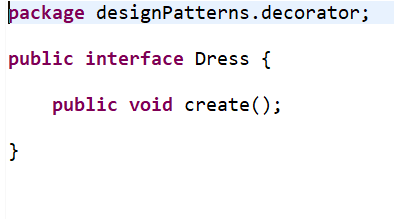 package designPatterns.decorator;
public interface Dress {
public void create();
}